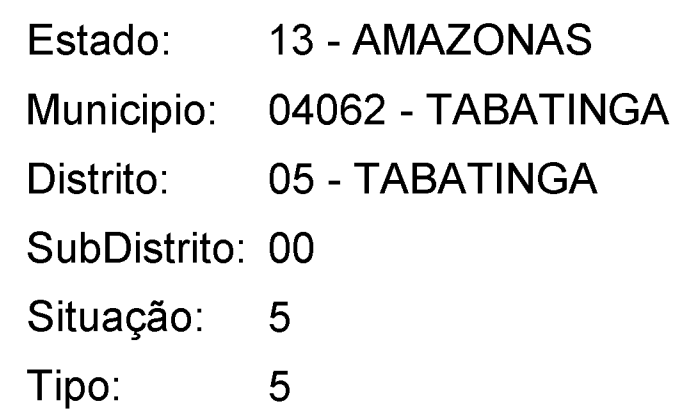 Estado: 13 - AMAZONAS
Municipio: 04062 - TABATINGA
Distrito: 05 - TABATINGA
SubDistrito: 00
Situação: 5
Tipo: 5